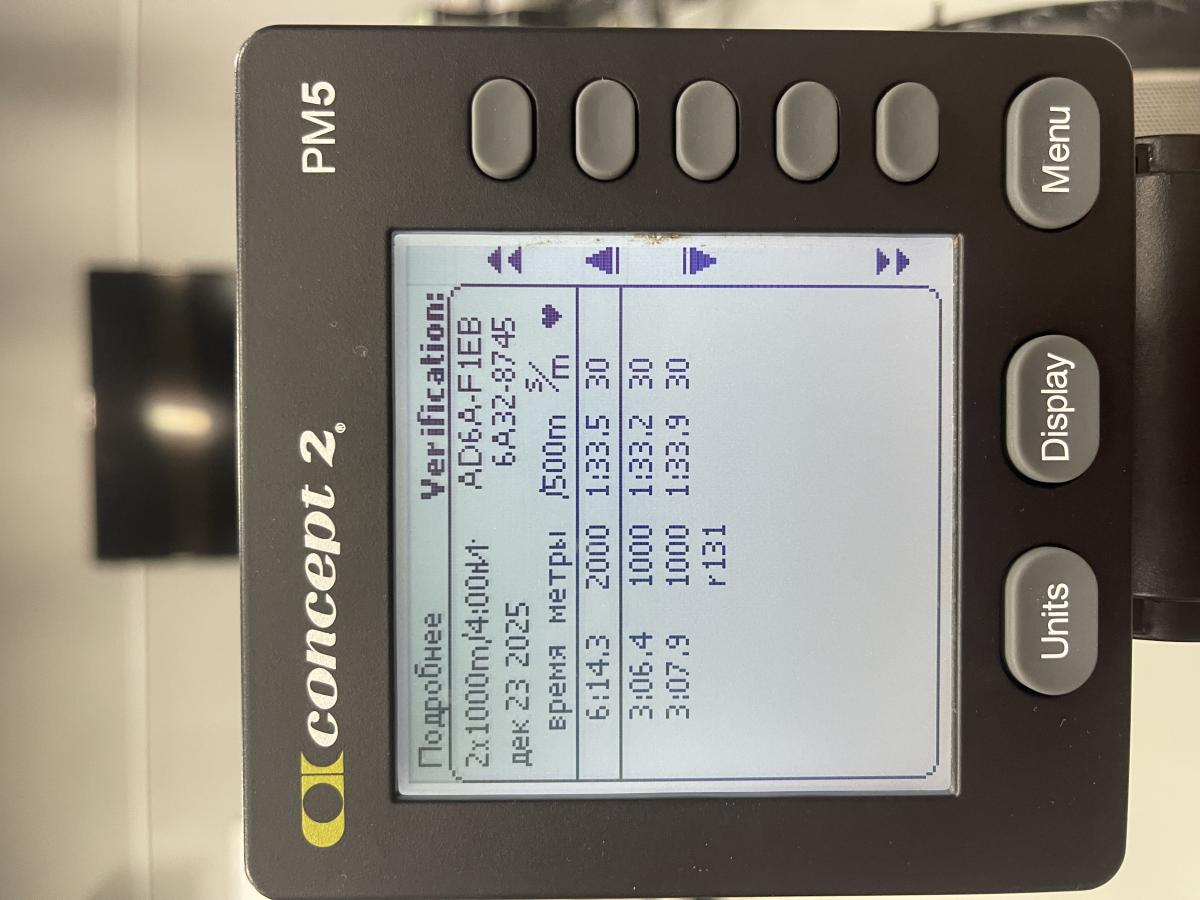 concept 2® PM5
Подробнее Verification:
2x1000m/4:00м AD6A-F1EB
дек 23 2025 6A32-8745
время метры /500m s/m ♥
6:14.3 2000 1:33.5 30
3:06.4 1000 1:33.2 30
3:07.9 1000 1:33.9 30
r131
Units Display Menu